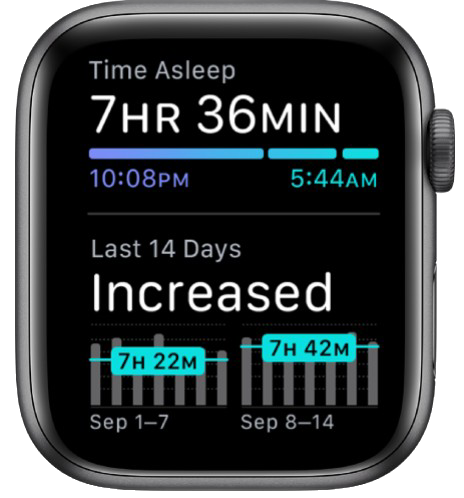 Time Asleep
7HR 36MIN
10:08PM 5:44AM
Last 14 Days
Increased
7H 22M 7H 42M
Sep 1–7 Sep 8–14